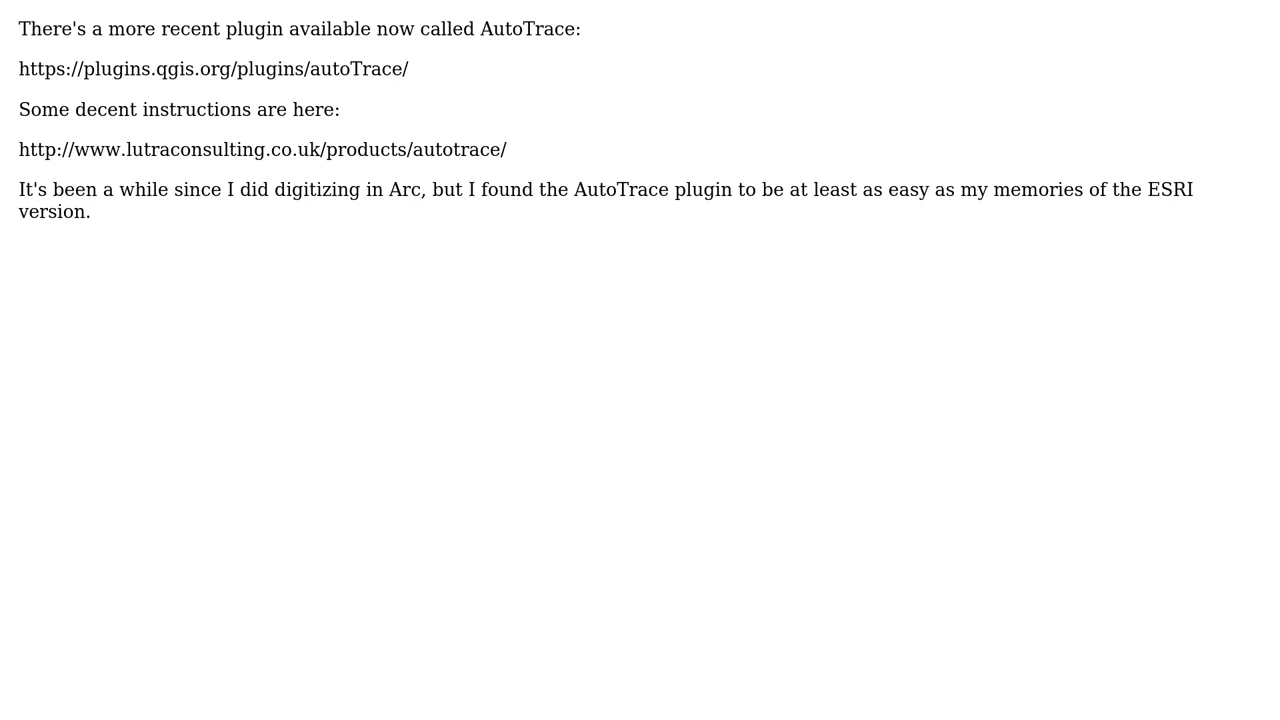 There's a more recent plugin available now called AutoTrace:
https://plugins.qgis.org/plugins/autoTrace/
Some decent instructions are here:
http://www.lutraconsulting.co.uk/products/autotrace/
It's been a while since I did digitizing in Arc, but I found the AutoTrace plugin to be at least as easy as my memories of the ESRI
version.